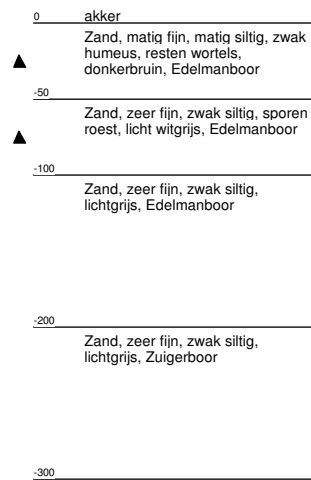 0 akker
Zand, matig fijn, matig siltig, zwak
humeus, resten wortels,
donkerbruin, Edelmanboor
-50
Zand, zeer fijn, zwak siltig, sporen
roest, licht witgrijs, Edelmanboor
-100
Zand, zeer fijn, zwak siltig,
lichtgrijs, Edelmanboor
-200
Zand, zeer fijn, zwak siltig,
lichtgrijs, Zuigerboor
-300